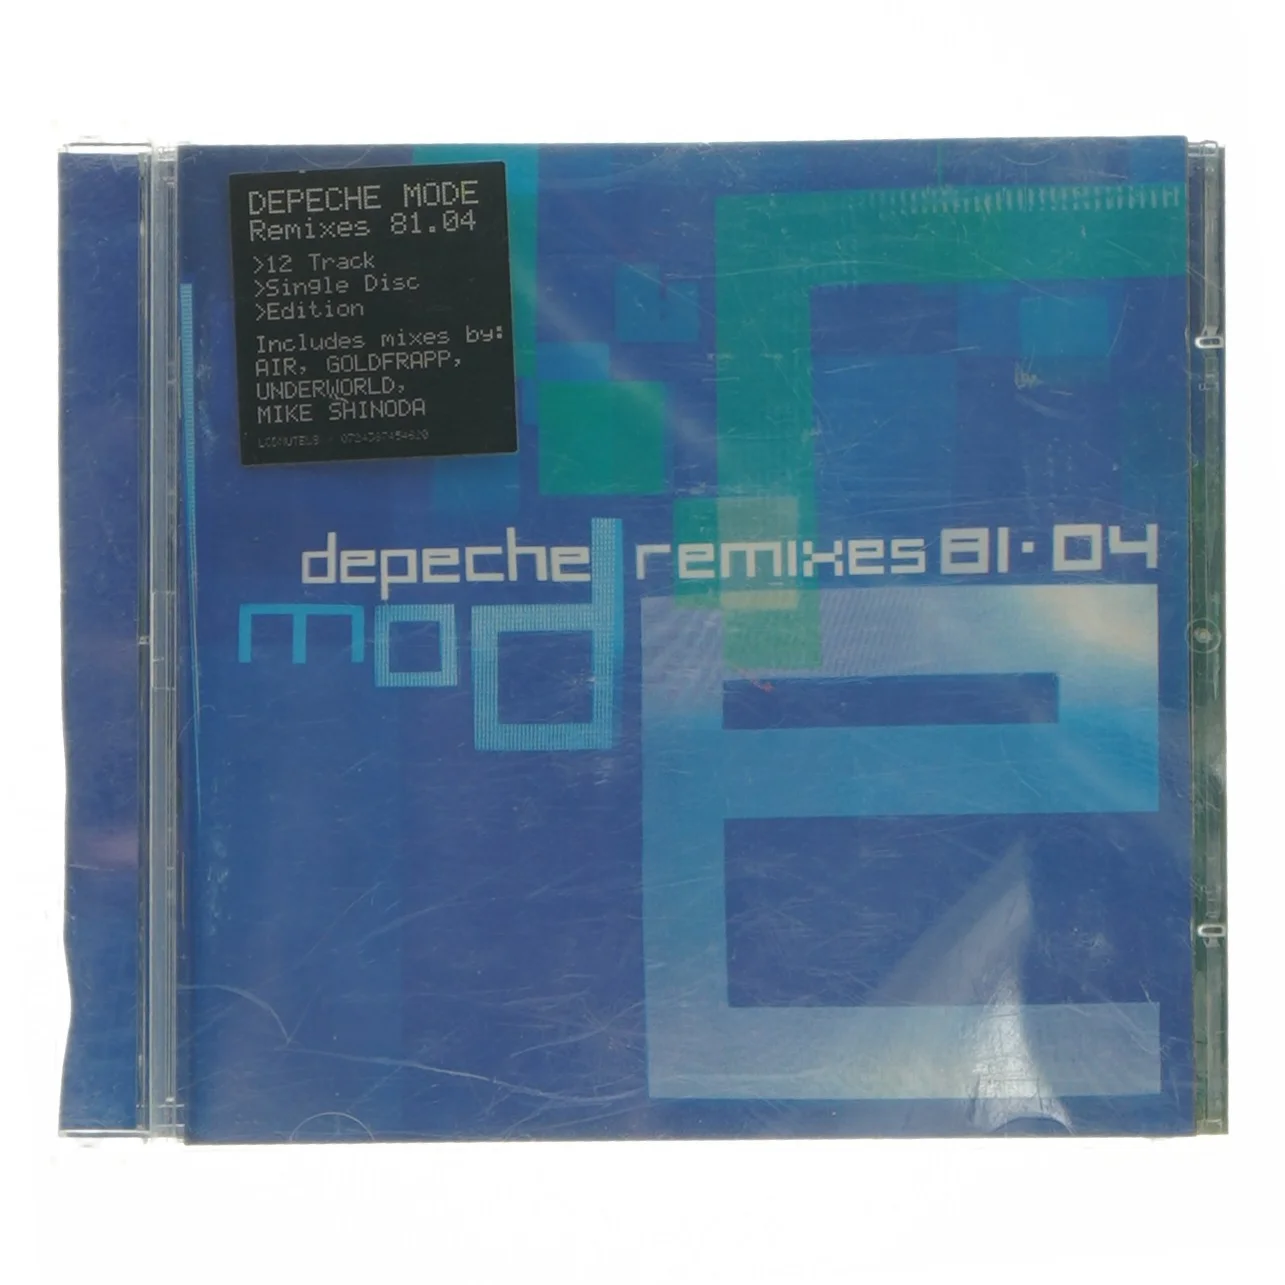 DEPECHE MODE
Remixes 81.04
>12 Track
>Single Disc
>Edition
Includes mixes by:
AIR, GOLDFRAPP,
UNDERWORLD,
MIKE SHINODA
depeche remixes 81·04
mode